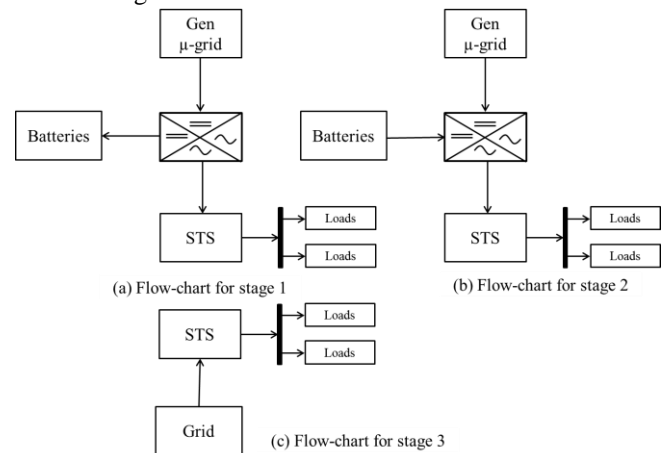 Gen
µ-grid
Batteries
STS
Loads
Loads
(a) Flow-chart for stage 1
Gen
µ-grid
Batteries
STS
Loads
Loads
(b) Flow-chart for stage 2
STS
Loads
Loads
Grid
(c) Flow-chart for stage 3